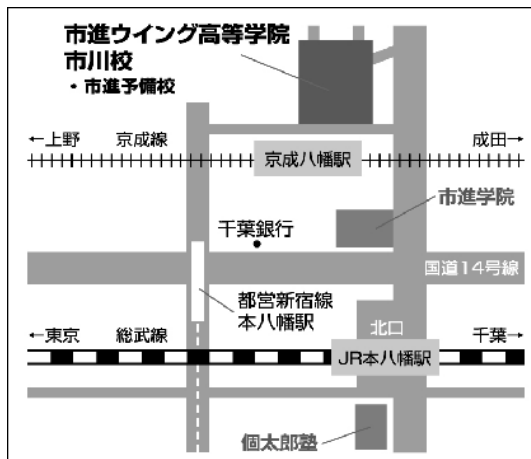 市進ウイング高等学院
市川校
・市進予備校
←上野
京成線
成田→
京成八幡駅
市進学院
千葉銀行
国道14号線
都営新宿線
本八幡駅
北口
←東京
総武線
千葉→
JR本八幡駅
個太郎塾